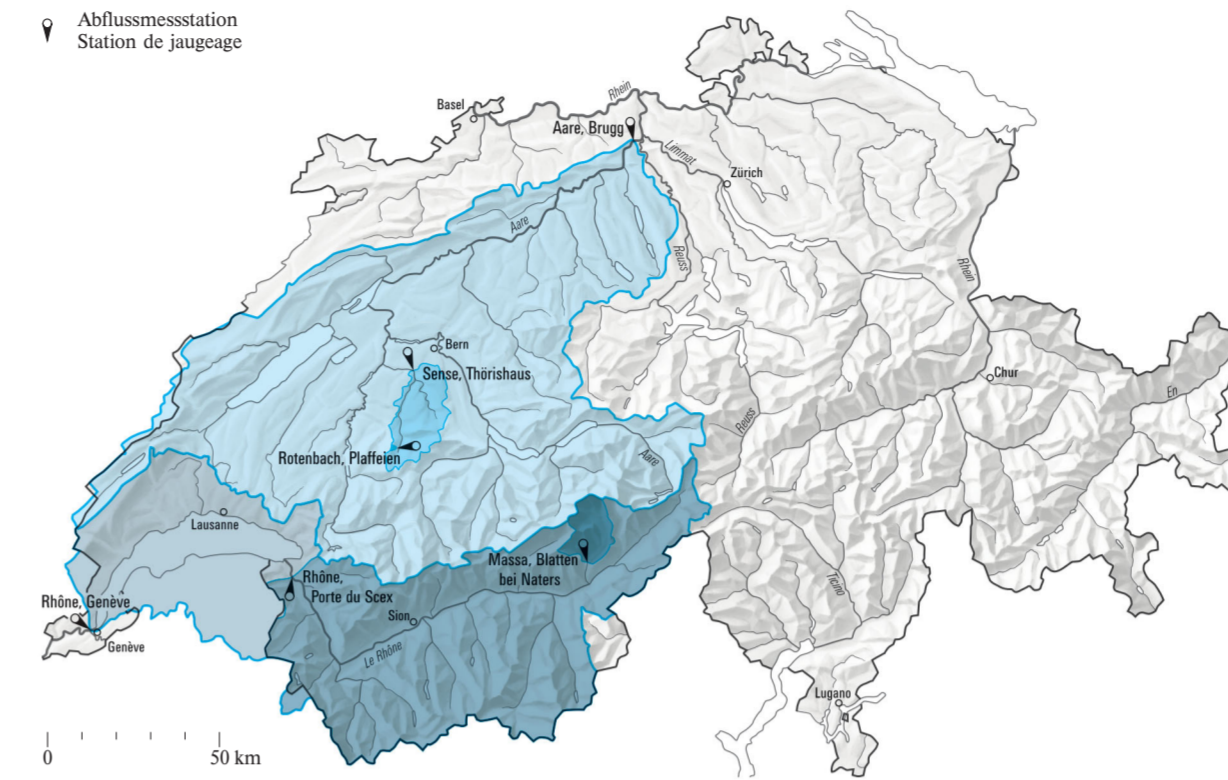 Abflussmessstation
Station de jaugeage
Rhein
Basel
Aare, Brugg
Limmat
Zürich
Aare
Reuss
Rhein
Bern
Sense, Thörishaus
Chur
En
Reuss
Rotenbach, Plaffeien
Aare
Lausanne
Massa, Blatten
bei Naters
Rhône,
Porte du Scex
Ticino
Rhône, Genève
Sion
Genève
Le Rhône
Lugano
0 50 km